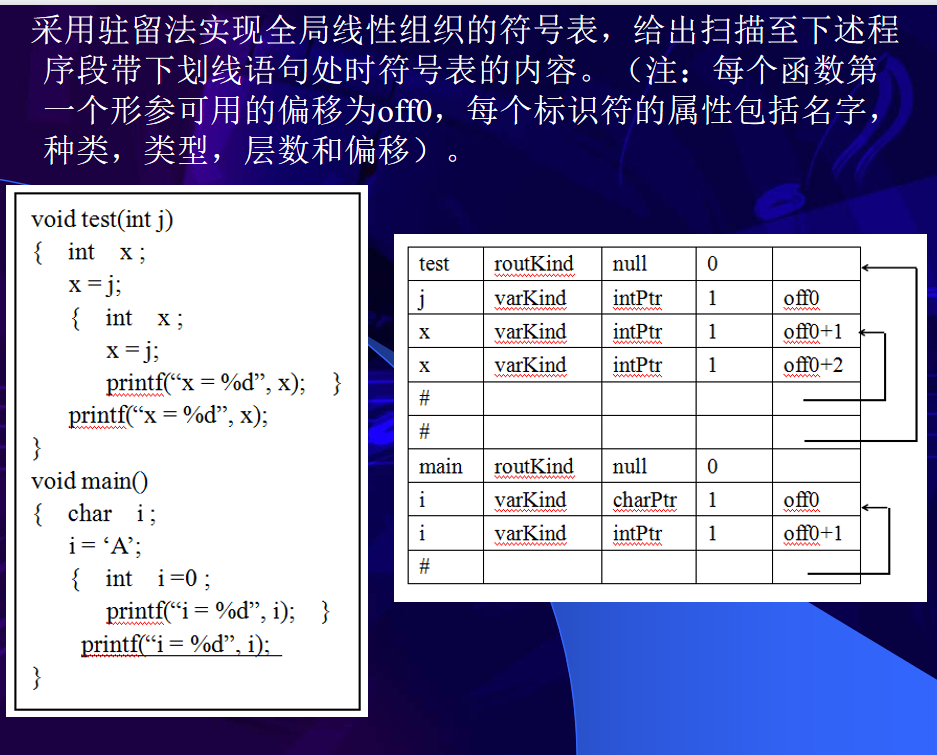 采用驻留法实现全局线性组织的符号表，给出扫描至下述程
序段带下划线语句处时符号表的内容。（注：每个函数第
一个形参可用的偏移为off0，每个标识符的属性包括名字，
种类，类型，层数和偏移）。
void test(int j)
{ int x ;
x = j;
{ int x ;
x = j;
printf(“x = %d”, x); }
printf(“x = %d”, x);
}
void main()
{ char i ;
i = ‘A’;
{ int i =0 ;
printf(“i = %d”, i); }
printf(“i = %d”, i);
}
test routKind null 0
j varKind intPtr 1 off0
x varKind intPtr 1 off0+1
x varKind intPtr 1 off0+2
#
#
main routKind null 0
i varKind charPtr 1 off0
i varKind intPtr 1 off0+1
#